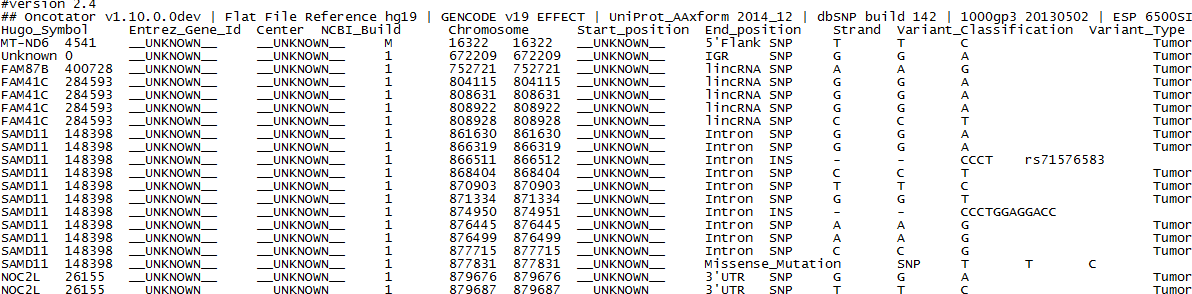 #version 2.4
## Oncotator v1.10.0.0dev | Flat File Reference hg19 | GENCODE v19 EFFECT | UniProt_AAxform 2014_12 | dbSNP build 142 | 1000gp3 20130502 | ESP 6500SI
Hugo_Symbol Entrez_Gene_Id Center NCBI_Build Chromosome Start_position End_position Strand Variant_Classification Variant_Type
MT-ND6 4541 __UNKNOWN__ __UNKNOWN__ M 16322 16322 __UNKNOWN__ 5'Flank SNP T T C Tumor
Unknown 0 __UNKNOWN__ __UNKNOWN__ 1 672209 672209 __UNKNOWN__ IGR SNP G G A Tumor
FAM87B 400728 __UNKNOWN__ __UNKNOWN__ 1 752721 752721 __UNKNOWN__ lincRNA SNP A A G Tumor
FAM41C 284593 __UNKNOWN__ __UNKNOWN__ 1 804115 804115 __UNKNOWN__ lincRNA SNP G G A Tumor
FAM41C 284593 __UNKNOWN__ __UNKNOWN__ 1 808631 808631 __UNKNOWN__ lincRNA SNP G G A Tumor
FAM41C 284593 __UNKNOWN__ __UNKNOWN__ 1 808922 808922 __UNKNOWN__ lincRNA SNP G G A Tumor
FAM41C 284593 __UNKNOWN__ __UNKNOWN__ 1 808928 808928 __UNKNOWN__ lincRNA SNP C C T Tumor
SAMD11 148398 __UNKNOWN__ __UNKNOWN__ 1 861630 861630 __UNKNOWN__ Intron SNP G G A Tumor
SAMD11 148398 __UNKNOWN__ __UNKNOWN__ 1 866319 866319 __UNKNOWN__ Intron SNP G G A Tumor
SAMD11 148398 __UNKNOWN__ __UNKNOWN__ 1 866511 866512 __UNKNOWN__ Intron INS - - CCCT rs71576583
SAMD11 148398 __UNKNOWN__ __UNKNOWN__ 1 868404 868404 __UNKNOWN__ Intron SNP C C T Tumor
SAMD11 148398 __UNKNOWN__ __UNKNOWN__ 1 870903 870903 __UNKNOWN__ Intron SNP T T C Tumor
SAMD11 148398 __UNKNOWN__ __UNKNOWN__ 1 871334 871334 __UNKNOWN__ Intron SNP G G T Tumor
SAMD11 148398 __UNKNOWN__ __UNKNOWN__ 1 874950 874951 __UNKNOWN__ Intron INS - - CCCTGGAGGACC
SAMD11 148398 __UNKNOWN__ __UNKNOWN__ 1 876445 876445 __UNKNOWN__ Intron SNP A A G Tumor
SAMD11 148398 __UNKNOWN__ __UNKNOWN__ 1 876499 876499 __UNKNOWN__ Intron SNP A A G Tumor
SAMD11 148398 __UNKNOWN__ __UNKNOWN__ 1 877715 877715 __UNKNOWN__ Intron SNP C C G Tumor
SAMD11 148398 __UNKNOWN__ __UNKNOWN__ 1 877831 877831 __UNKNOWN__ Missense_Mutation SNP T T C
NOC2L 26155 __UNKNOWN__ __UNKNOWN__ 1 879676 879676 __UNKNOWN__ 3'UTR SNP G G A Tumor
NOC2L 26155 UNKNOWN UNKNOWN 1 879687 879687 UNKNOWN 3'UTR SNP T T C Tumor